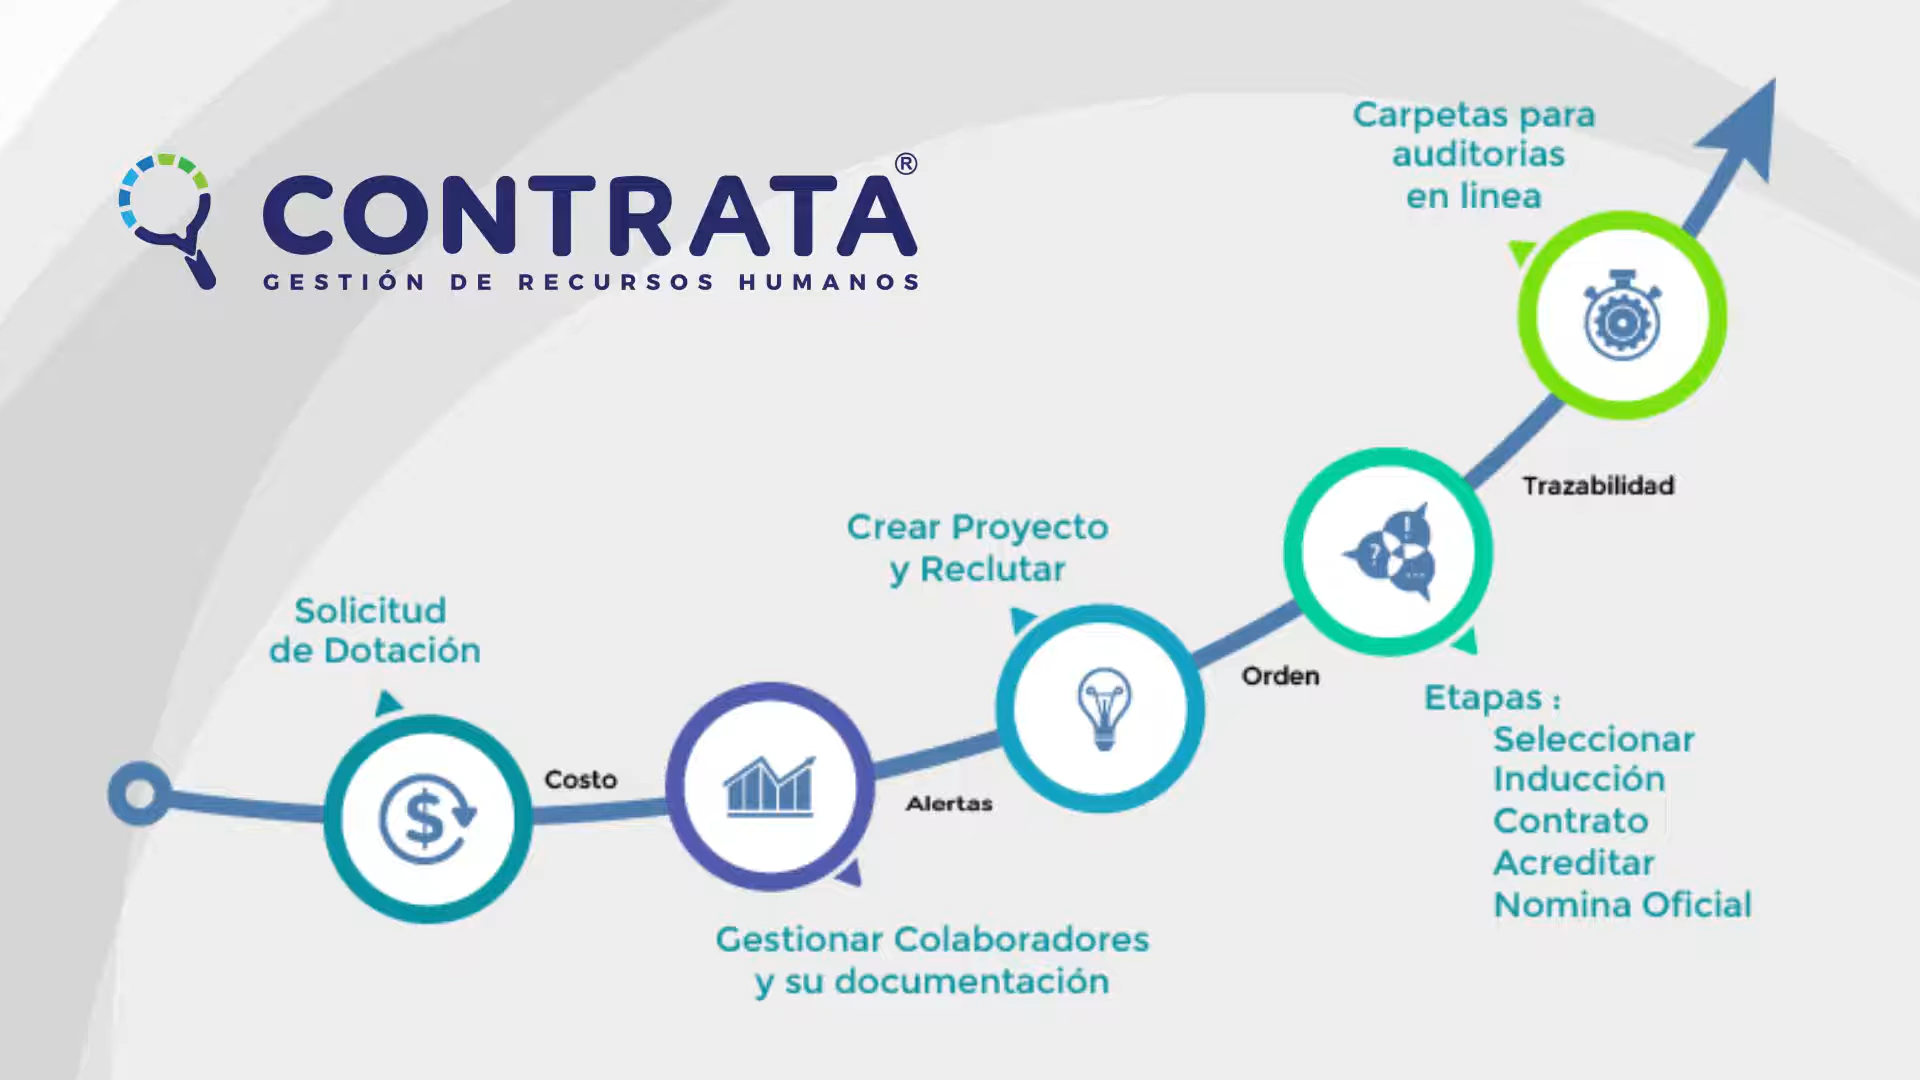 CONTRATA®
GESTIÓN DE RECURSOS HUMANOS
Solicitud
de Dotación
$
Costo
Gestionar Colaboradores
y su documentación
Alertas
Crear Proyecto
y Reclutar
Orden
! ? ...
Etapas :
Seleccionar
Inducción
Contrato
Acreditar
Nomina Oficial
Trazabilidad
Carpetas para
auditorias
en linea